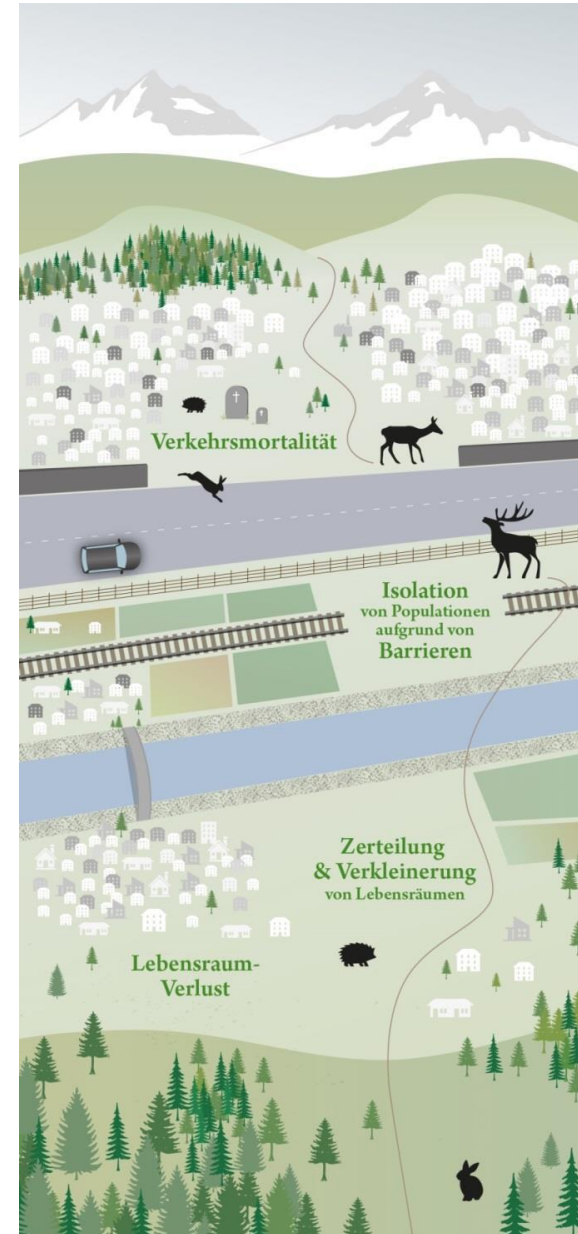 Verkehrsmortalität
Isolation
von Populationen
aufgrund von
Barrieren
Zerteilung
& Verkleinerung
von Lebensräumen
Lebensraum-
Verlust